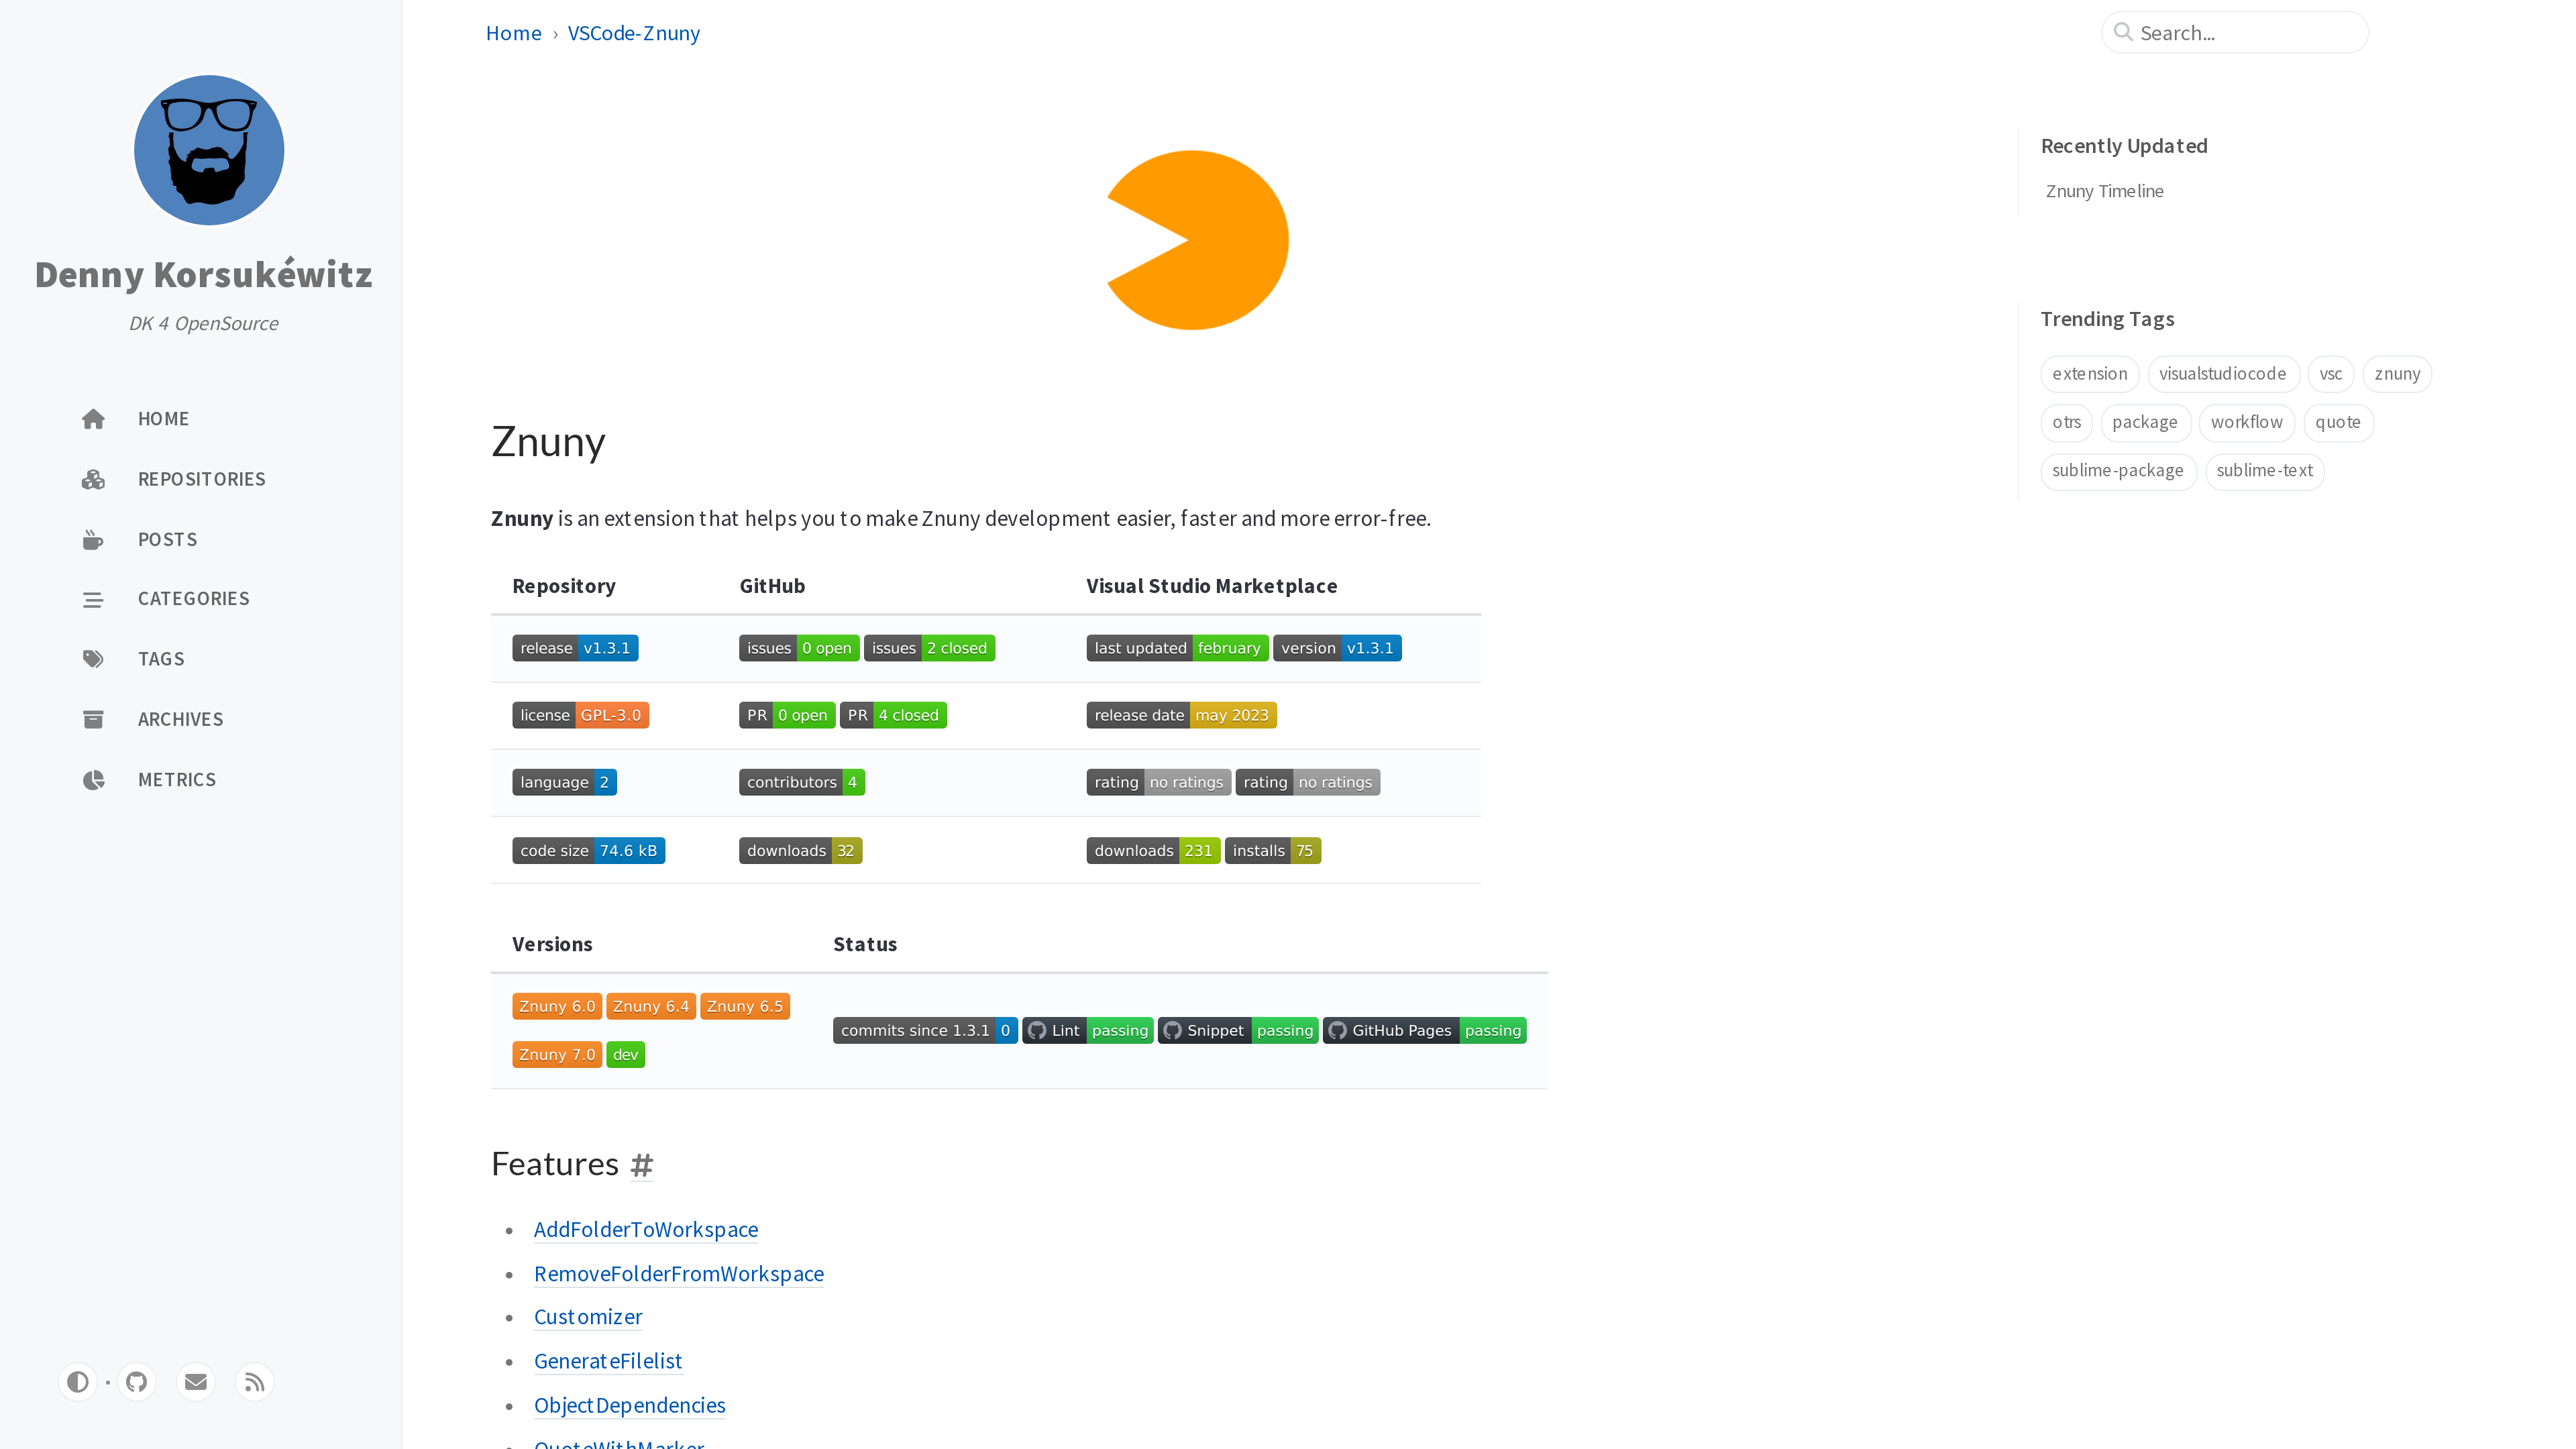 Denny Korsukéwitz
DK 4 OpenSource
HOME
REPOSITORIES
POSTS
CATEGORIES
TAGS
ARCHIVES
METRICS
Home › VSCode-Znuny
Search...
Znuny
Znuny is an extension that helps you to make Znuny development easier, faster and more error-free.
Repository GitHub Visual Studio Marketplace
release v1.3.1 issues 0 open issues 2 closed last updated february version v1.3.1
license GPL-3.0 PR 0 open PR 4 closed release date may 2023
language 2 contributors 4 rating no ratings rating no ratings
code size 74.6 kB downloads 32 downloads 231 installs 75
Versions Status
Znuny 6.0 Znuny 6.4 Znuny 6.5
Znuny 7.0 dev
commits since 1.3.1 0 Lint passing Snippet passing GitHub Pages passing
Features #
AddFolderToWorkspace
RemoveFolderFromWorkspace
Customizer
GenerateFilelist
ObjectDependencies
QuoteWithMarker
Recently Updated
Znuny Timeline
Trending Tags
extension visualstudiocode vsc znuny
otrs package workflow quote
sublime-package sublime-text